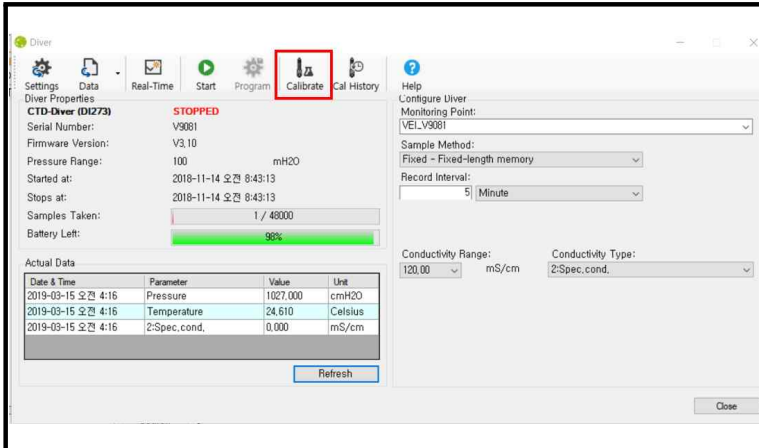 Diver
Settings Data Real-Time Start Program Calibrate Cal History Help
Diver Properties
CTD-Diver (DI273) STOPPED
Serial Number: V9081
Firmware Version: V3.10
Pressure Range: 100 mH2O
Started at: 2018-11-14 오전 8:43:13
Stops at: 2018-11-14 오전 8:43:13
Samples Taken: 1 / 48000
Battery Left: 98%
Actual Data
Date & Time Parameter Value Unit
2019-03-15 오전 4:16 Pressure 1027,000 cmH2O
2019-03-15 오전 4:16 Temperature 24,610 Celsius
2019-03-15 오전 4:16 2:Spec.cond. 0,000 mS/cm
Refresh
Configure Diver
Monitoring Point:
VEI_V9081
Sample Method:
Fixed - Fixed-length memory
Record Interval:
5 Minute
Conductivity Range: Conductivity Type:
120,00 mS/cm 2:Spec.cond.
Close